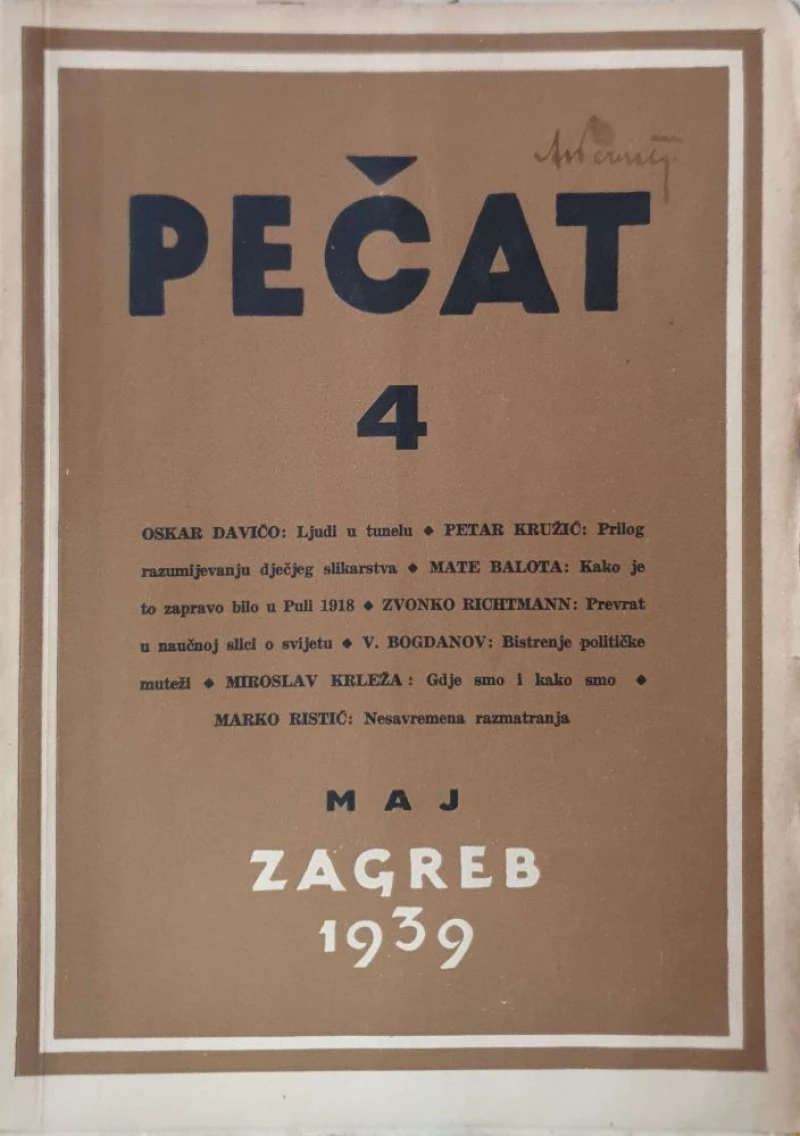 PEČAT
4
OSKAR DAVIČO: Ljudi u tunelu ◆ PETAR KRUŽIĆ: Prilog
razumijevanju dječjeg slikarstva ◆ MATE BALOTA: Kako je
to zapravo bilo u Puli 1918 ◆ ZVONKO RICHTMANN: Prevrat
u naučnoj slici o svijetu ◆ V. BOGDANOV: Bistrenje političke
muteži ◆ MIROSLAV KRLEŽA: Gdje smo i kako smo ◆
MARKO RISTIĆ: Nesavremena razmatranja
MAJ
ZAGREB
1939